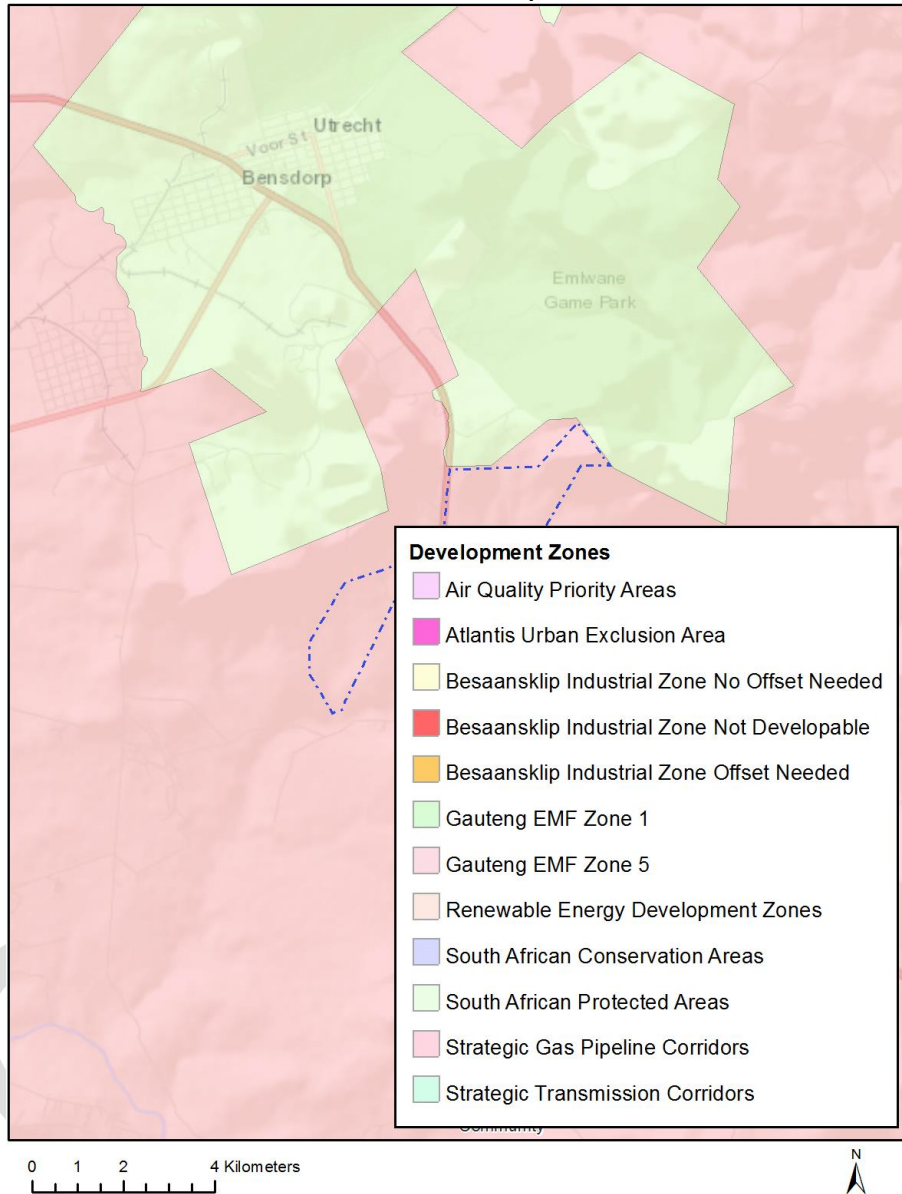 Utrecht
Voor St
Bensdorp
Emlwane
Game Park
Development Zones
Air Quality Priority Areas
Atlantis Urban Exclusion Area
Besaansklip Industrial Zone No Offset Needed
Besaansklip Industrial Zone Not Developable
Besaansklip Industrial Zone Offset Needed
Gauteng EMF Zone 1
Gauteng EMF Zone 5
Renewable Energy Development Zones
South African Conservation Areas
South African Protected Areas
Strategic Gas Pipeline Corridors
Strategic Transmission Corridors
Community
0 1 2 4 Kilometers
N